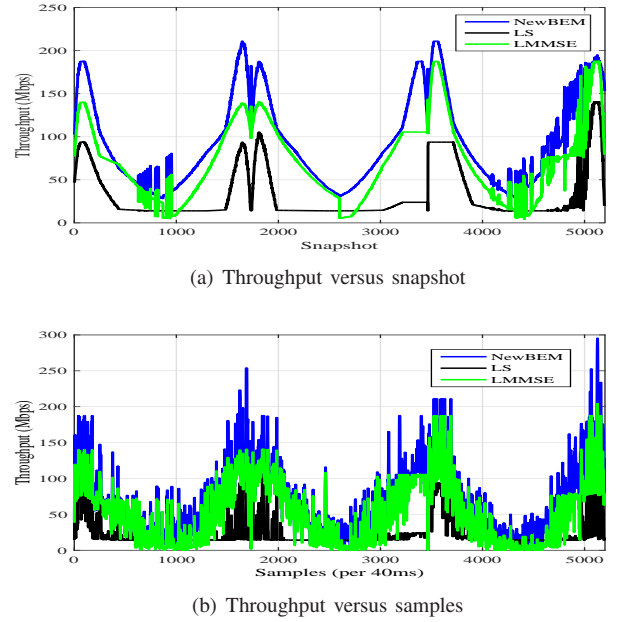 250
200
150
100
50
0
Throughput (Mbps)
NewBEM
LS
LMMSE
0 1000 2000 3000 4000 5000
Snapshot
(a) Throughput versus snapshot
300
250
200
150
100
50
0
Throughput (Mbps)
NewBEM
LS
LMMSE
0 1000 2000 3000 4000 5000
Samples (per 40ms)
(b) Throughput versus samples